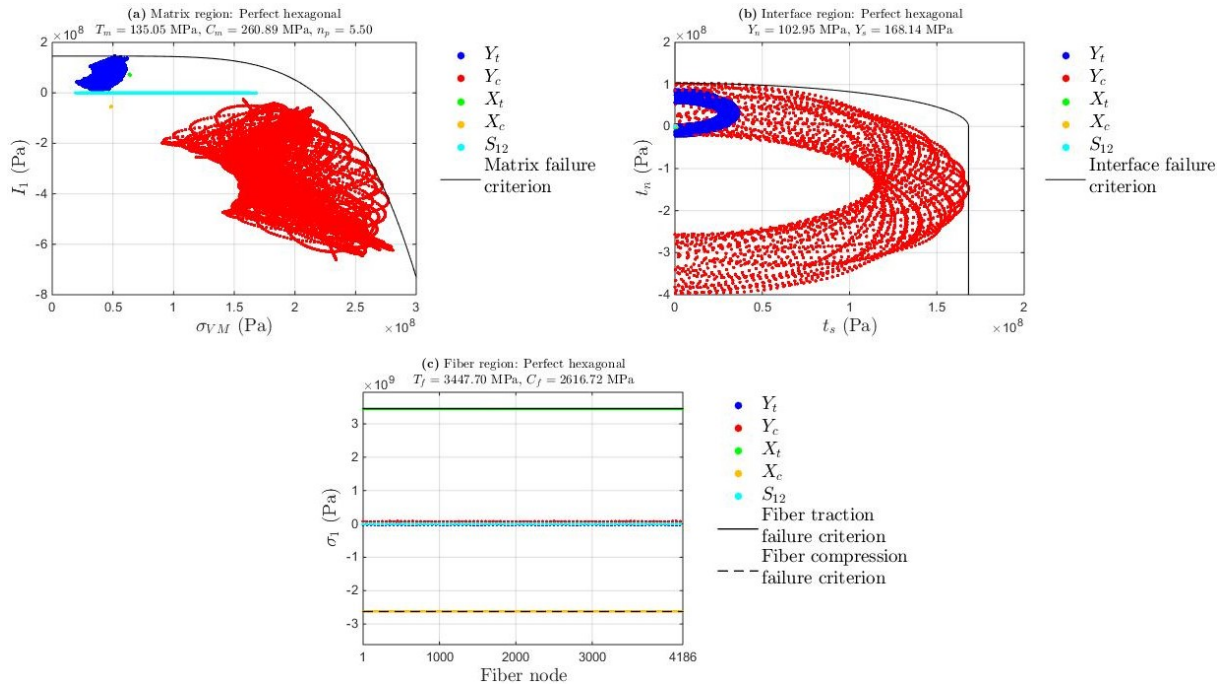 (a) Matrix region: Perfect hexagonal
T_m = 135.05 MPa, C_m = 260.89 MPa, n_p = 5.50
×10^8
2
0
-2
-4
-6
-8
I_1 (Pa)
0
0.5
1
1.5
2
2.5
3
×10^8
σ_VM (Pa)
Y_t
Y_c
X_t
X_c
S_12
Matrix failure
criterion
(b) Interface region: Perfect hexagonal
Y_n = 102.95 MPa, Y_s = 168.14 MPa
×10^8
2
1
0
-1
-2
-3
-4
t_n (Pa)
0
0.5
1
1.5
2
×10^8
t_s (Pa)
Y_t
Y_c
X_t
X_c
S_12
Interface failure
criterion
(c) Fiber region: Perfect hexagonal
T_f = 3447.70 MPa, C_f = 2616.72 MPa
×10^9
3
2
1
0
-1
-2
-3
σ_1 (Pa)
1
1000
2000
3000
4186
Fiber node
Y_t
Y_c
X_t
X_c
S_12
Fiber traction
failure criterion
Fiber compression
failure criterion